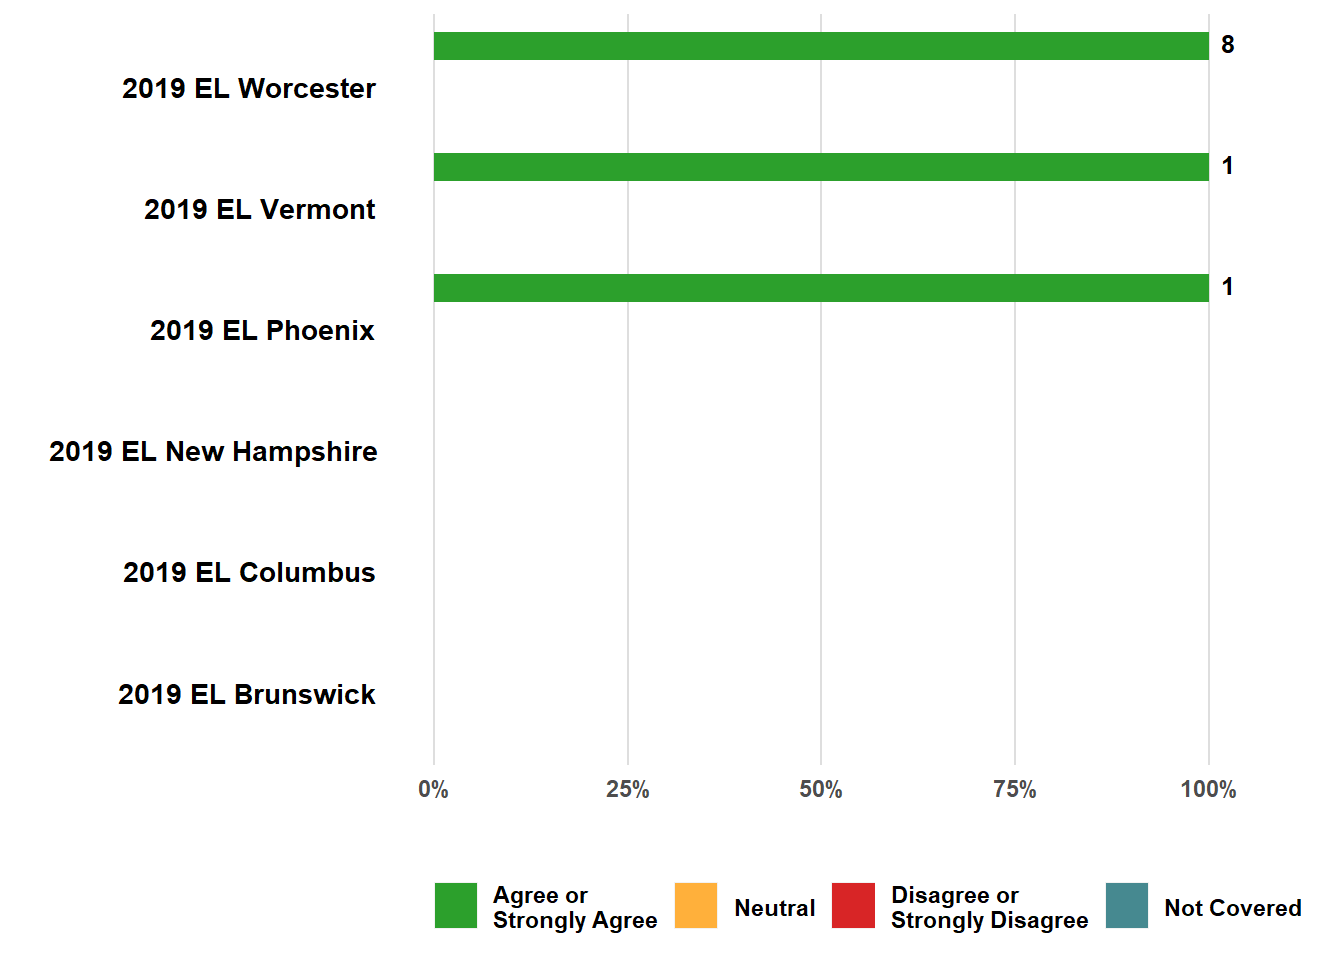 8
2019 EL Worcester
1
2019 EL Vermont
1
2019 EL Phoenix
2019 EL New Hampshire
2019 EL Columbus
2019 EL Brunswick
0% 25% 50% 75% 100%
Agree or
Strongly Agree
Neutral
Disagree or
Strongly Disagree
Not Covered